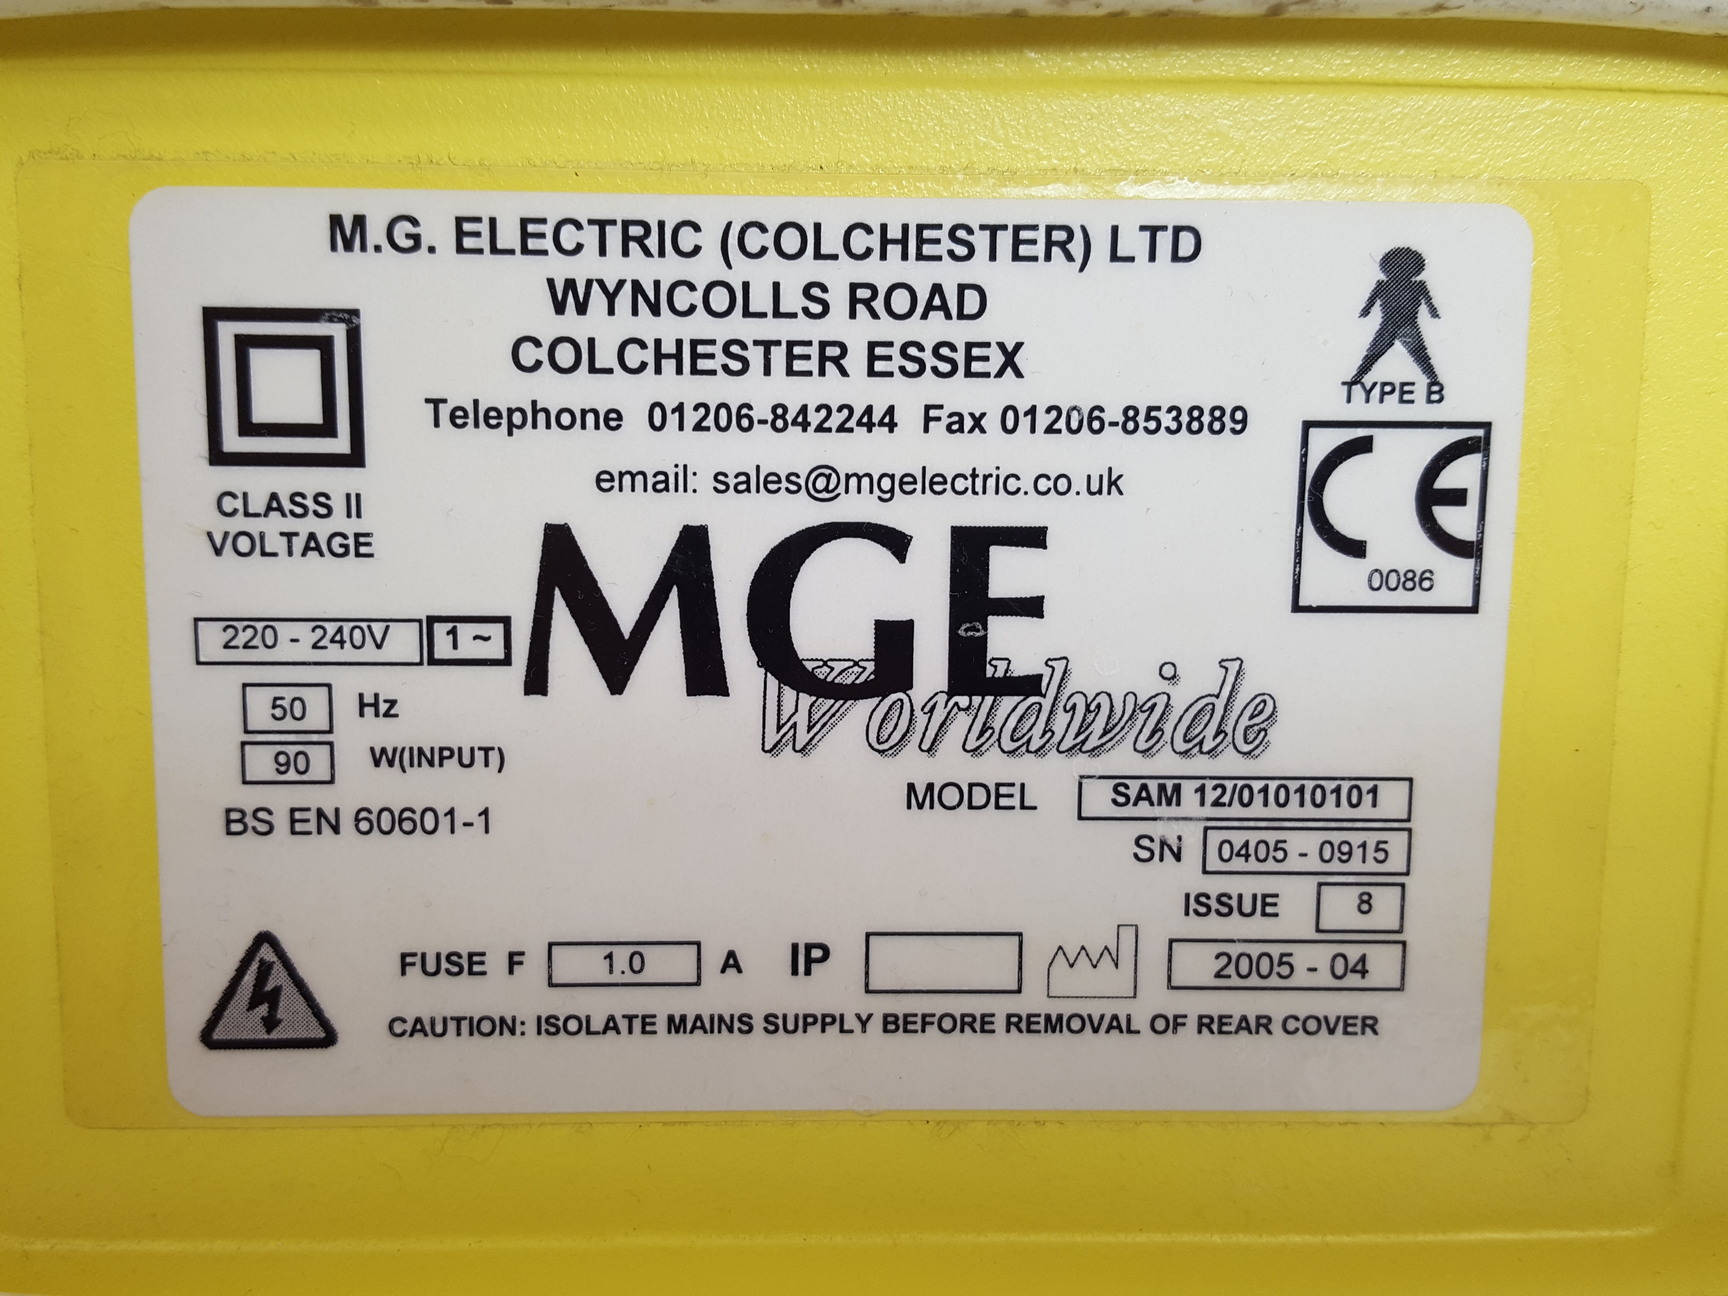 M.G. ELECTRIC (COLCHESTER) LTD
WYNCOLLS ROAD
COLCHESTER ESSEX
Telephone 01206-842244 Fax 01206-853889
email: sales@mgelectric.co.uk
TYPE B
CE
0086
CLASS II
VOLTAGE
MGE
Worldwide
220 - 240V 1 ~
50 Hz
90 W(INPUT)
BS EN 60601-1
MODEL SAM 12/01010101
SN 0405 - 0915
ISSUE 8
FUSE F 1.0 A IP 2005 - 04
CAUTION: ISOLATE MAINS SUPPLY BEFORE REMOVAL OF REAR COVER